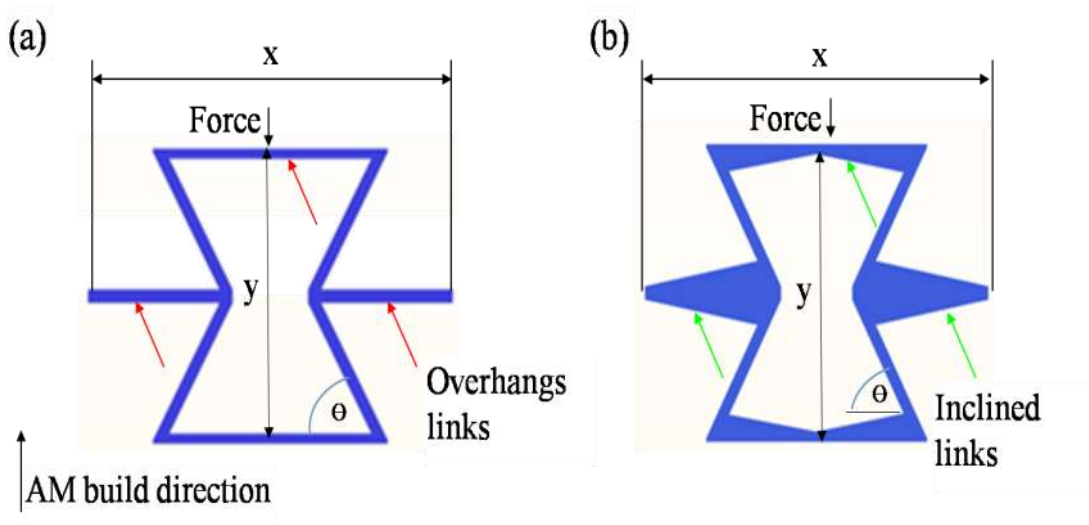 (a)
x
Force
y
θ
Overhangs
links
AM build direction
(b)
x
Force
y
θ
Inclined
links